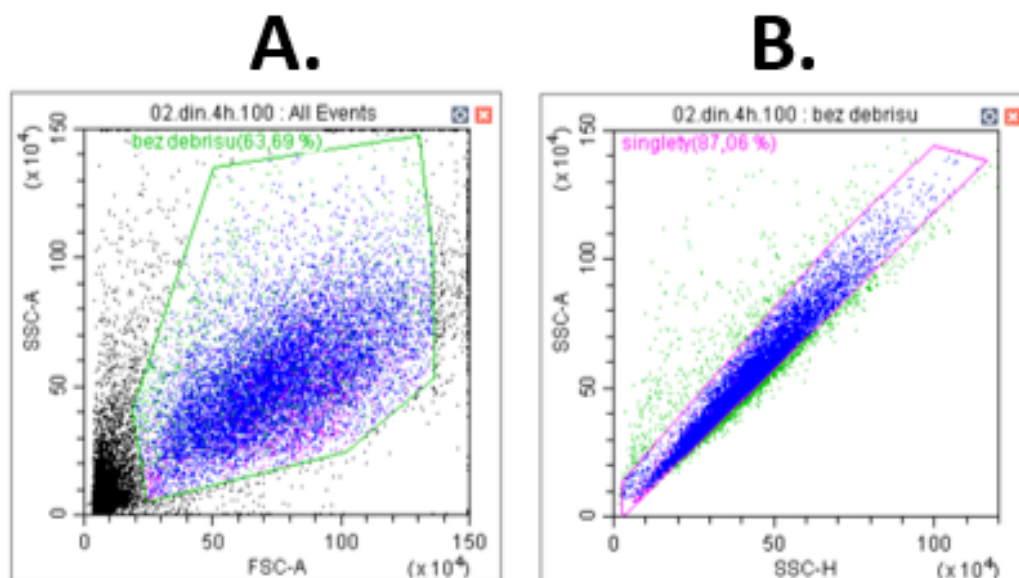 A.
B.
02.din.4h.100 : All Events
bez debrisu(63,69 %)
SSC-A
(x 10⁴)
0
50
100
150
0
50
100
150
FSC-A
(x 10⁴)
02.din.4h.100 : bez debrisu
singlety(87,06 %)
SSC-A
(x 10⁴)
0
50
100
150
0
50
100
SSC-H
(x 10⁴)